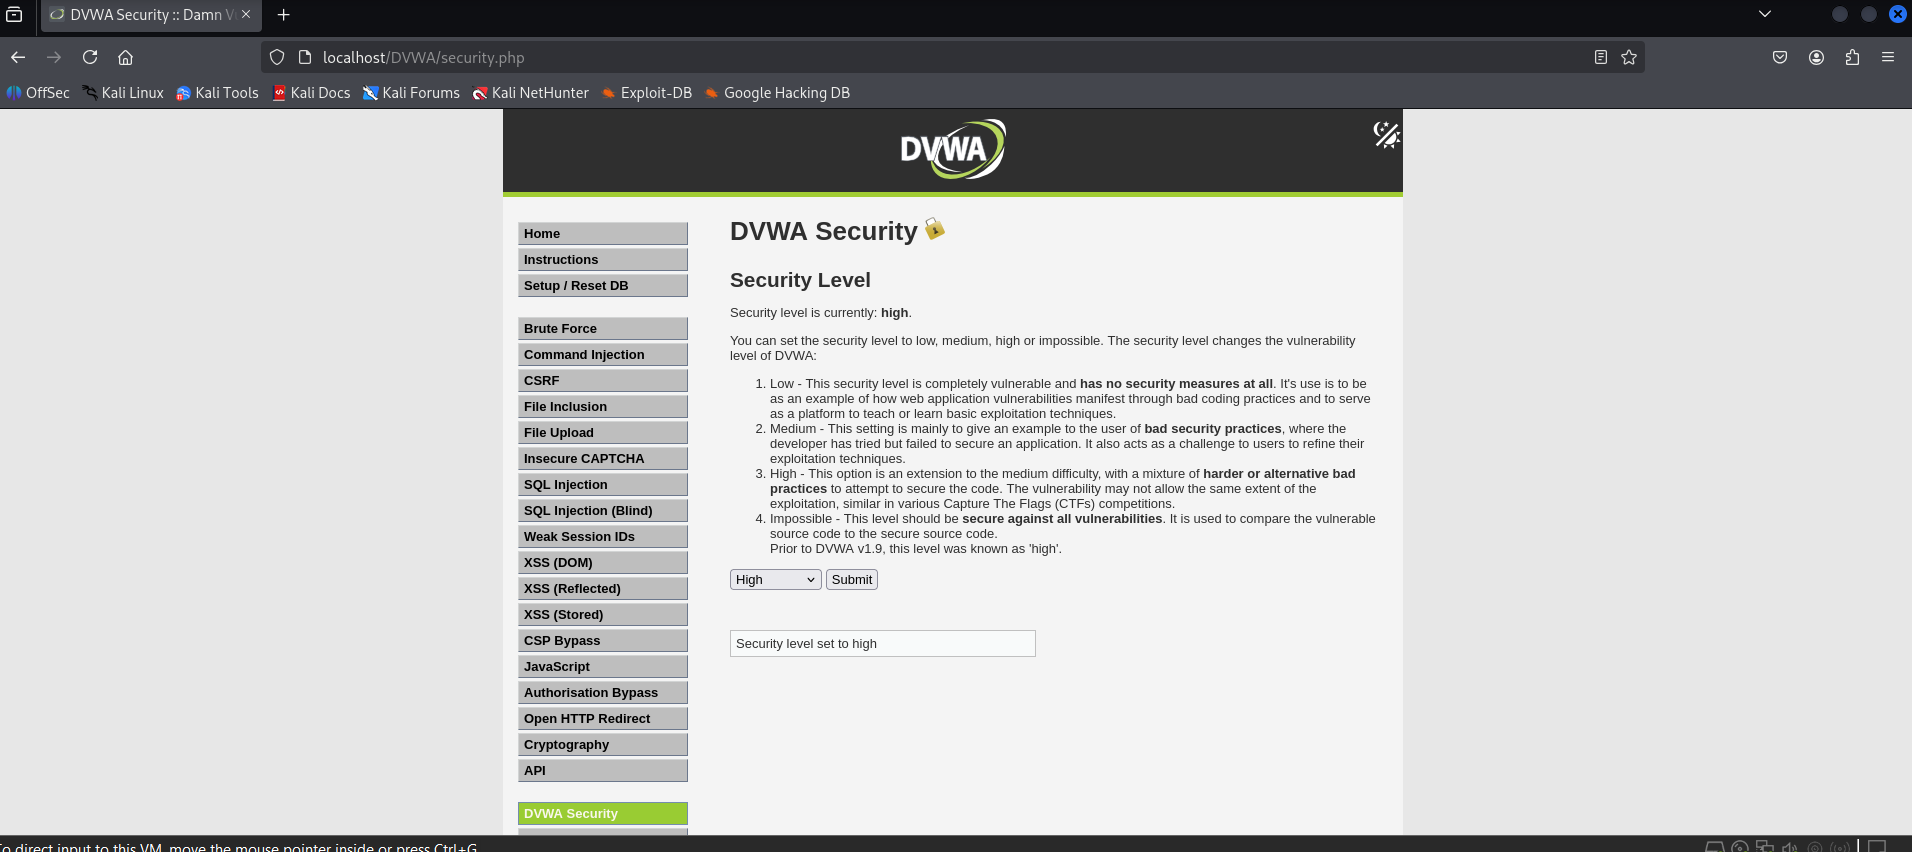 DVWA Security :: Damn V
localhost/DVWA/security.php
OffSec Kali Linux Kali Tools Kali Docs Kali Forums Kali NetHunter Exploit-DB Google Hacking DB
DVWA
Home
Instructions
Setup / Reset DB
Brute Force
Command Injection
CSRF
File Inclusion
File Upload
Insecure CAPTCHA
SQL Injection
SQL Injection (Blind)
Weak Session IDs
XSS (DOM)
XSS (Reflected)
XSS (Stored)
CSP Bypass
JavaScript
Authorisation Bypass
Open HTTP Redirect
Cryptography
API
DVWA Security
DVWA Security
Security Level
Security level is currently: high.
You can set the security level to low, medium, high or impossible. The security level changes the vulnerability
level of DVWA:
1. Low - This security level is completely vulnerable and has no security measures at all. It's use is to be
as an example of how web application vulnerabilities manifest through bad coding practices and to serve
as a platform to teach or learn basic exploitation techniques.
2. Medium - This setting is mainly to give an example to the user of bad security practices, where the
developer has tried but failed to secure an application. It also acts as a challenge to users to refine their
exploitation techniques.
3. High - This option is an extension to the medium difficulty, with a mixture of harder or alternative bad
practices to attempt to secure the code. The vulnerability may not allow the same extent of the
exploitation, similar in various Capture The Flags (CTFs) competitions.
4. Impossible - This level should be secure against all vulnerabilities. It is used to compare the vulnerable
source code to the secure source code.
Prior to DVWA v1.9, this level was known as 'high'.
High Submit
Security level set to high
To direct input to this VM, move the mouse pointer inside or press Ctrl+G.